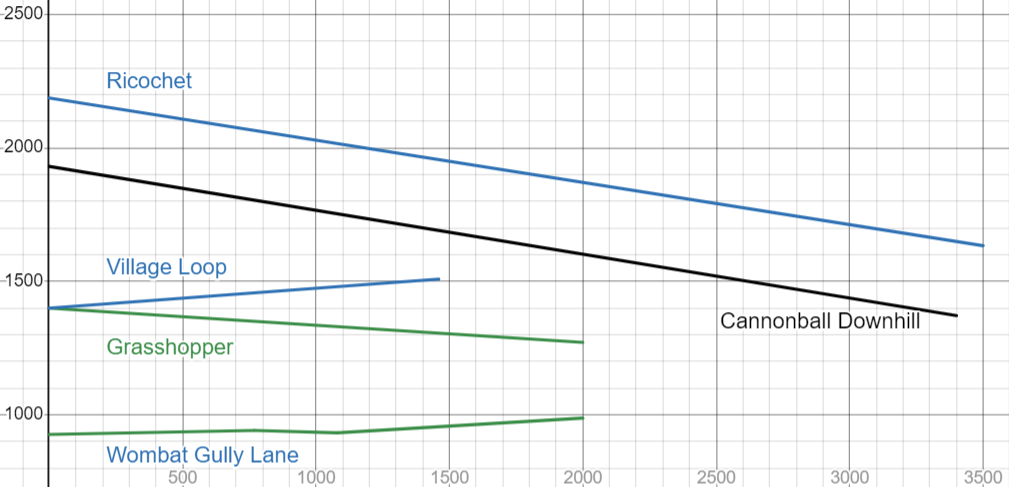 2500
Ricochet
2000
Village Loop
1500
Cannonball Downhill
Grasshopper
1000
Wombat Gully Lane
500 1000 1500 2000 2500 3000 3500